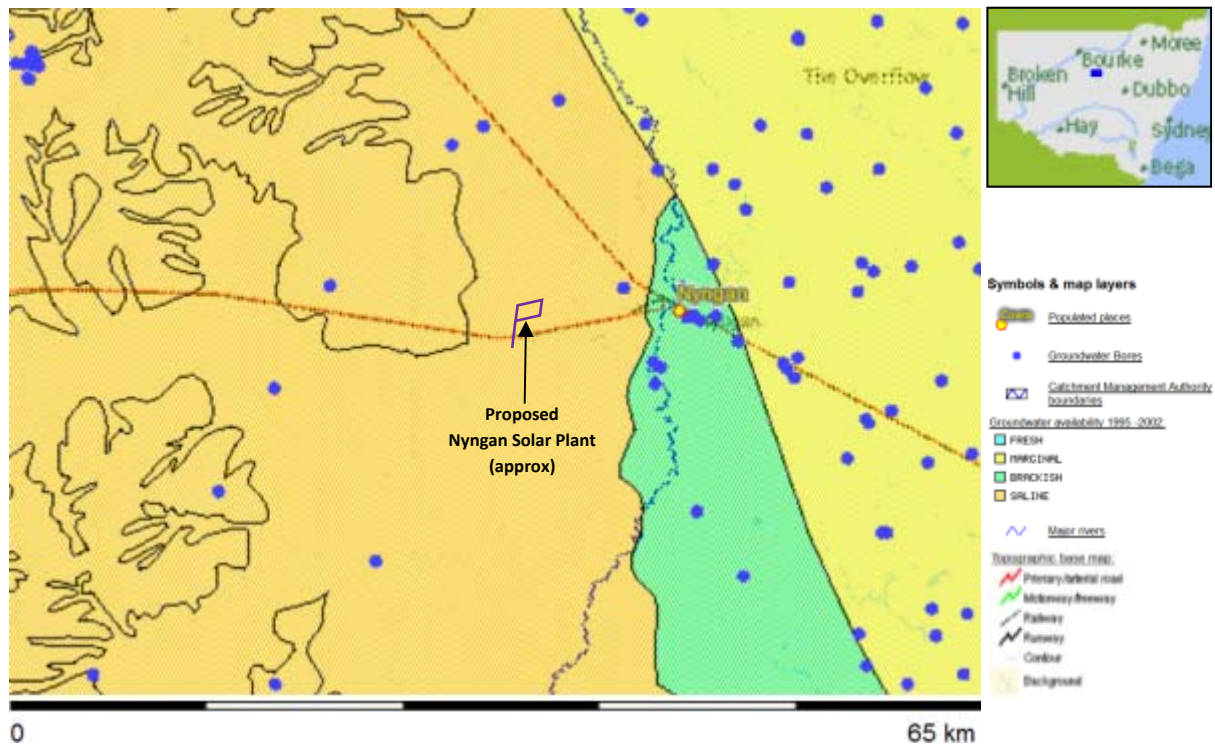 The Overflow
Nyngan
Proposed
Nyngan Solar Plant
(approx)
0
65 km
Moree
Bourke
Broken
Hill
Dubbo
Hay
Sydney
Bega
Symbols & map layers
Town
Populated places
Groundwater Bores
Catchment Management Authority
boundaries
Groundwater availability 1995 -2002:
FRESH
MARGINAL
BRACKISH
SALINE
Major rivers
Topographic base map:
Primary/arterial road
Motorway/freeway
Railway
Runway
Contour
Background